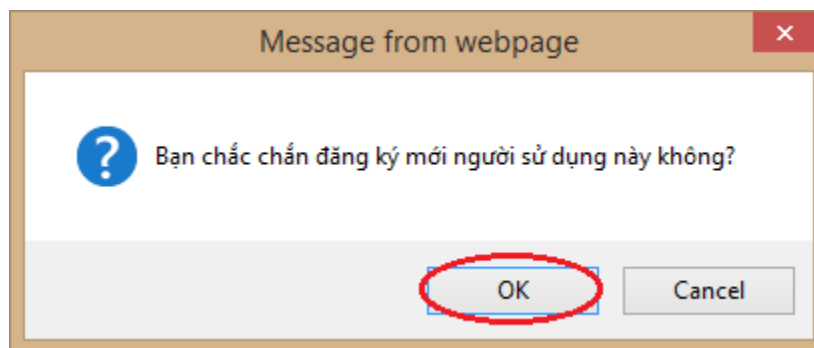 Message from webpage
Bạn chắc chắn đăng ký mới người sử dụng này không?
OK
Cancel